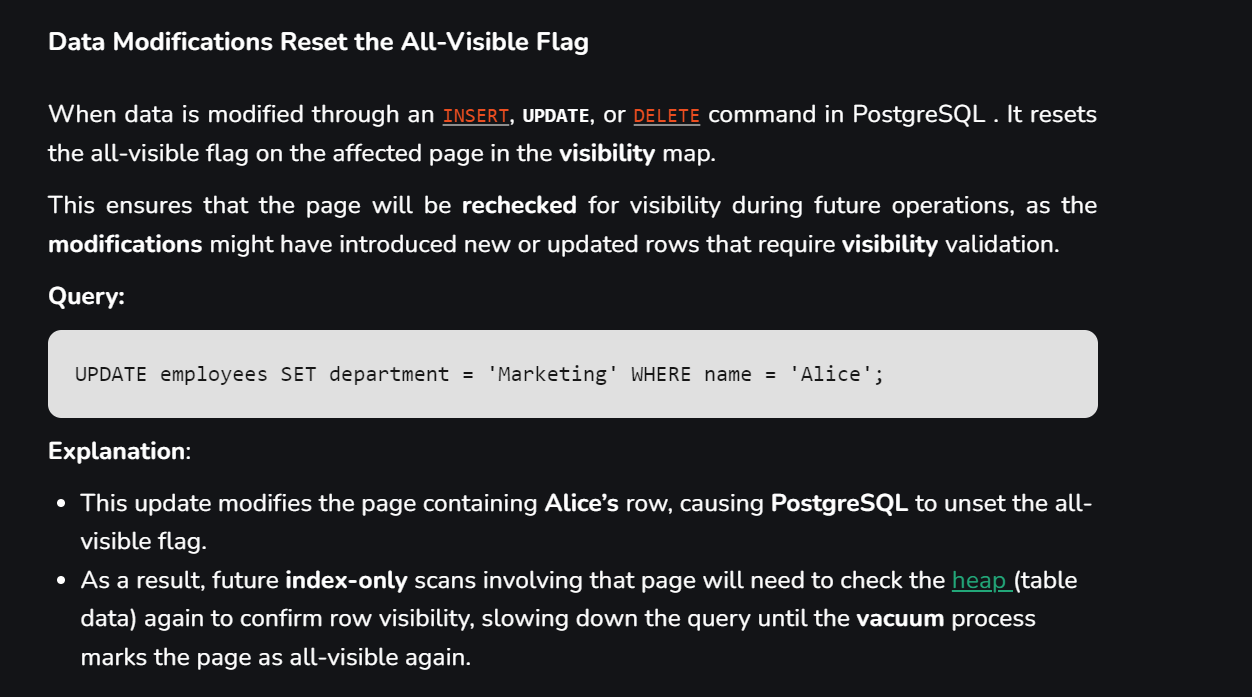 Data Modifications Reset the All-Visible Flag
When data is modified through an INSERT, UPDATE, or DELETE command in PostgreSQL . It resets
the all-visible flag on the affected page in the visibility map.
This ensures that the page will be rechecked for visibility during future operations, as the
modifications might have introduced new or updated rows that require visibility validation.
Query:
UPDATE employees SET department = 'Marketing' WHERE name = 'Alice';
Explanation:
• This update modifies the page containing Alice’s row, causing PostgreSQL to unset the all-
visible flag.
• As a result, future index-only scans involving that page will need to check the heap (table
data) again to confirm row visibility, slowing down the query until the vacuum process
marks the page as all-visible again.